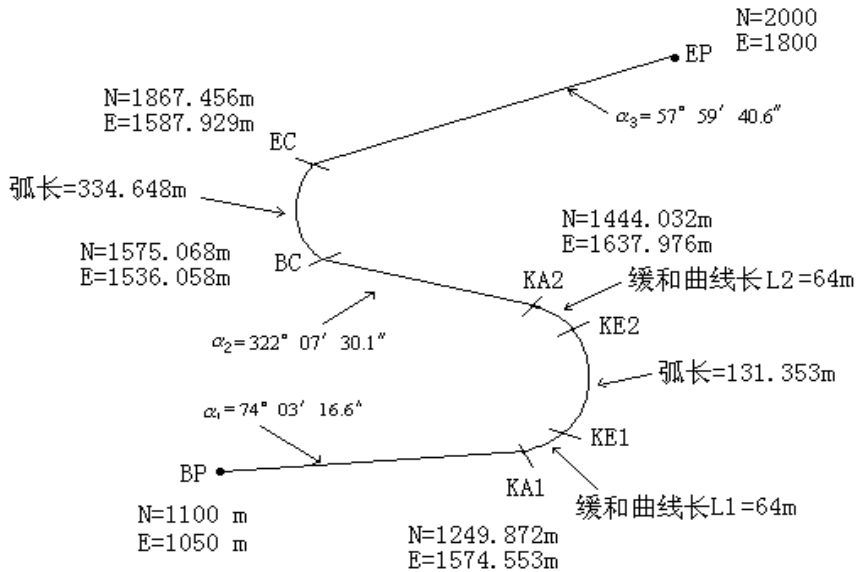 N=2000
E=1800
EP
N=1867.456m
E=1587.929m
α3=57° 59′ 40.6″
EC
弧长=334.648m
N=1444.032m
E=1637.976m
N=1575.068m
E=1536.058m
BC
KA2
缓和曲线长L2=64m
KE2
α2=322° 07′ 30.1″
弧长=131.353m
α1=74° 03′ 16.6″
KE1
BP
KA1
缓和曲线长L1=64m
N=1100 m
E=1050 m
N=1249.872m
E=1574.553m